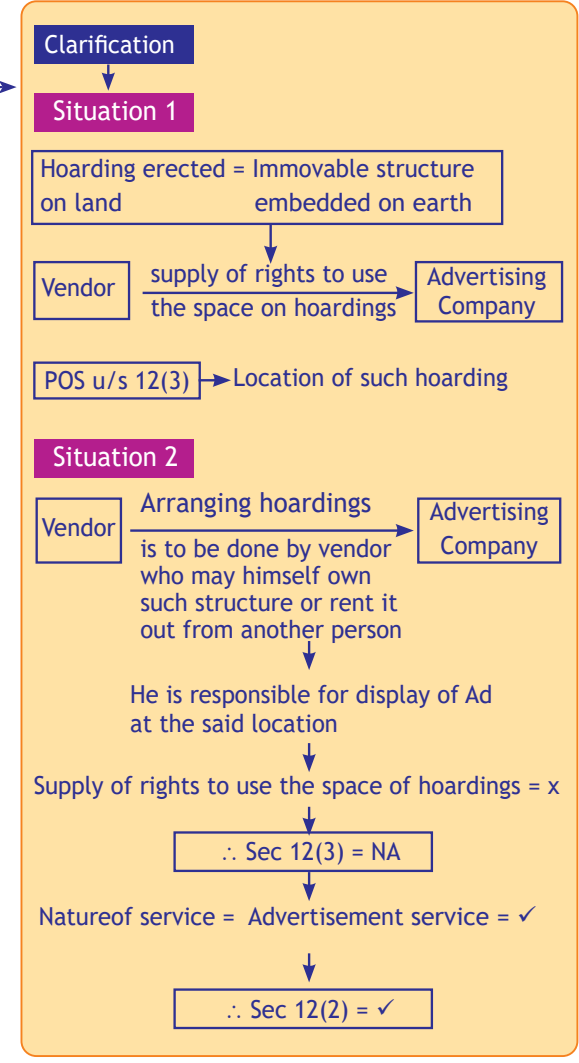 Clarification
Situation 1
Hoarding erected = Immovable structure
on land embedded on earth
Vendor
supply of rights to use
the space on hoardings
Advertising
Company
POS u/s 12(3)
Location of such hoarding
Situation 2
Vendor
Arranging hoardings
is to be done by vendor
who may himself own
such structure or rent it
out from another person
Advertising
Company
He is responsible for display of Ad
at the said location
Supply of rights to use the space of hoardings = x
∴ Sec 12(3) = NA
Natureof service = Advertisement service = ✓
∴ Sec 12(2) = ✓